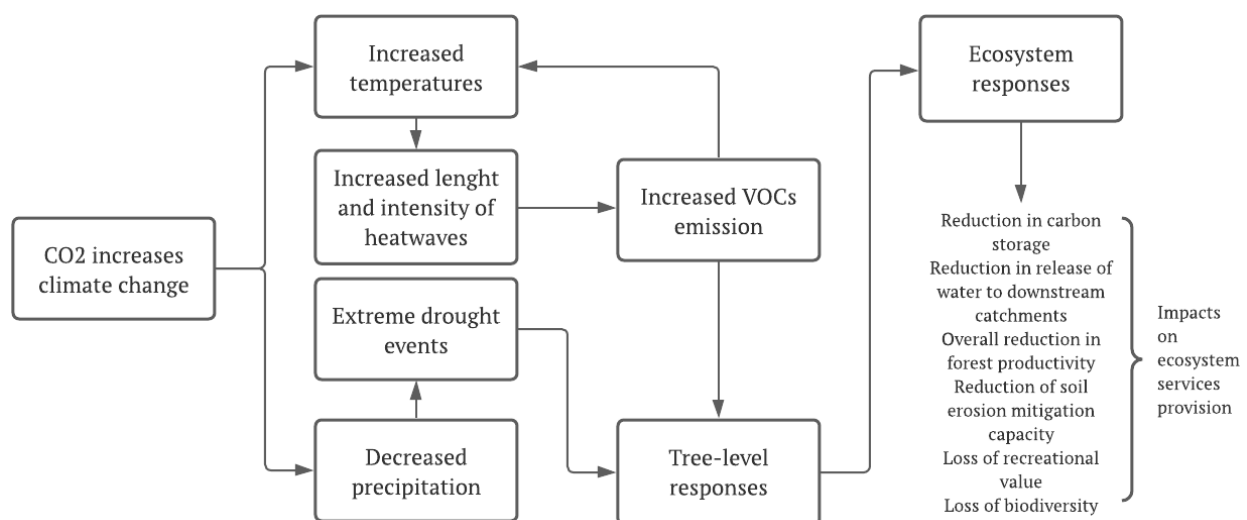 Increased
temperatures
Ecosystem
responses
Increased lenght
and intensity of
heatwaves
Increased VOCs
emission
CO2 increases
climate change
Extreme drought
events
Decreased
precipitation
Tree-level
responses
Reduction in carbon
storage
Reduction in release of
water to downstream
catchments
Overall reduction in
forest productivity
Reduction of soil
erosion mitigation
capacity
Loss of recreational
value
Loss of biodiversity
Impacts
on
ecosystem
services
provision